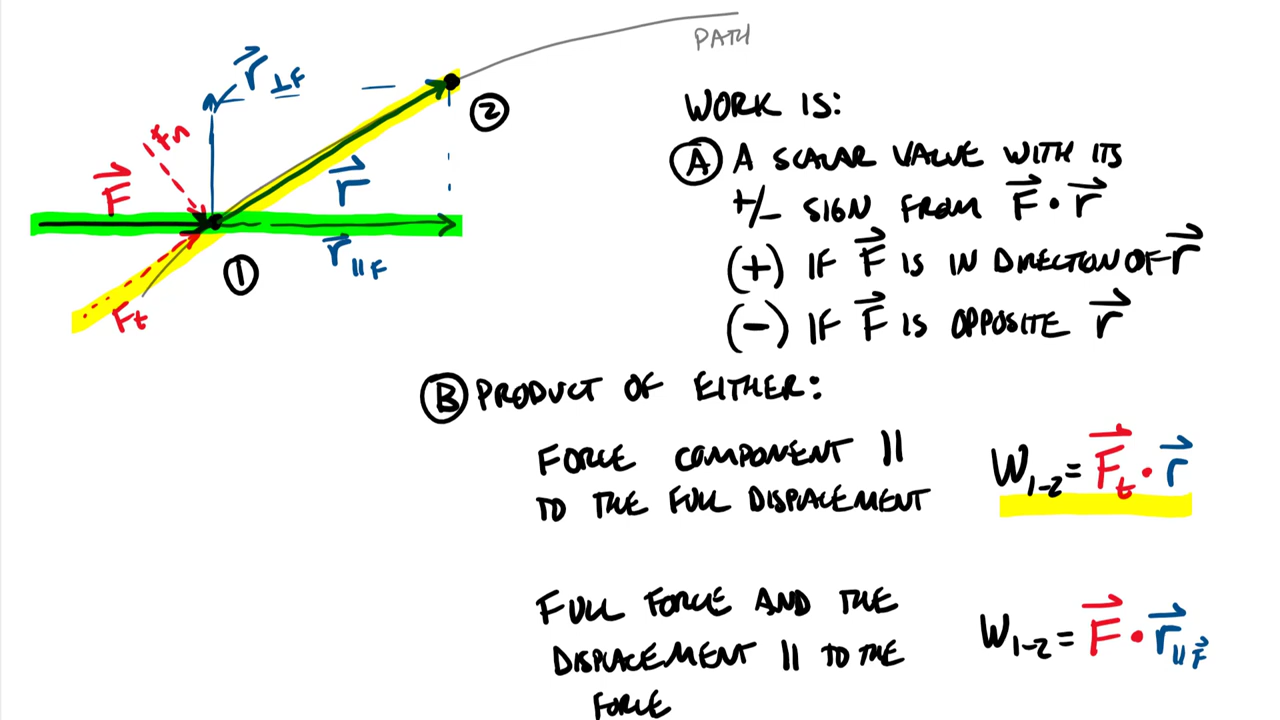 PATH
r⃗⊥F
②
Fn
F⃗
r⃗
r⃗∥F
①
Ft
WORK IS:
Ⓐ A SCALAR VALUE WITH ITS
+/- SIGN FROM F⃗ • r⃗
(+) IF F⃗ IS IN DIRECTION OF r⃗
(-) IF F⃗ IS OPPOSITE r⃗
Ⓑ PRODUCT OF EITHER:
FORCE COMPONENT ||
TO THE FULL DISPLACEMENT
W1-2 = F⃗t • r⃗
FULL FORCE AND THE
DISPLACEMENT || TO THE
FORCE
W1-2 = F⃗ • r⃗∥F⃗